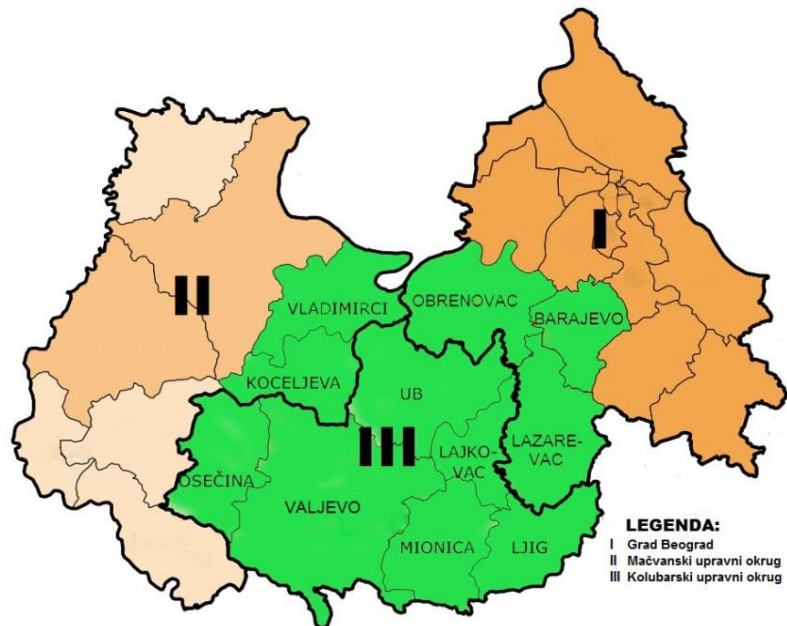 I
II
VLADIMIRCI
OBRENOVAC
BARAJEVO
KOCELJEVA
UB
III
LAJKO-
VAC
LAZARE-
VAC
OSEČINA
VALJEVO
MIONICA
LJIG
LEGENDA:
I Grad Beograd
II Mačvanski upravni okrug
III Kolubarski upravni okrug